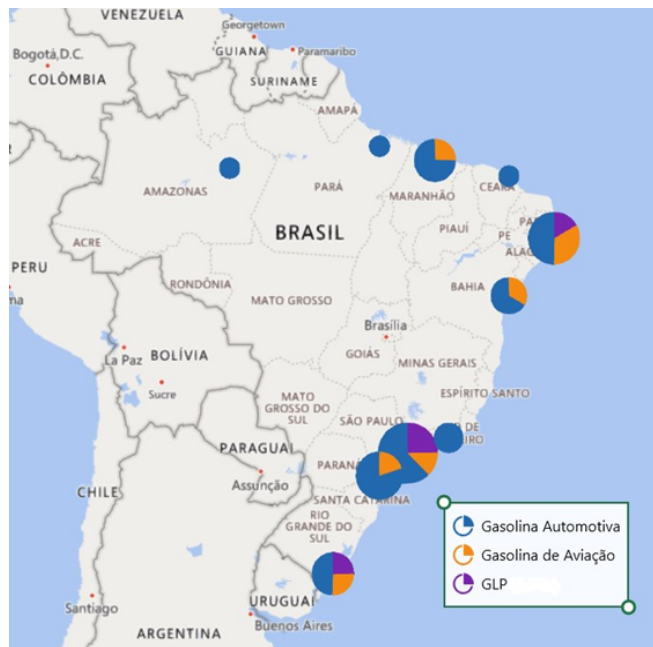 VENEZUELA
Georgetown
Bogotá,D.C.
GUIANA
Paramaribo
COLÔMBIA
SURINAME
AMAPÁ
AMAZONAS
PARÁ
MARANHÃO
CEARÁ
BRASIL
PIAUÍ
PE
ACRE
PERU
RONDÔNIA
BAHIA
MATO GROSSO
Brasília
La Paz
BOLÍVIA
GOIÁS
MINAS GERAIS
Sucre
MATO
GROSSO DO
SUL
ESPÍRITO SANTO
SÃO PAULO
PARAGUAI
PARANÁ
Assunção
CHILE
SANTA CATARINA
RIO
GRANDE DO
SUL
Gasolina Automotiva
Gasolina de Aviação
GLP
URUGUAI
Santiago
Buenos Aires
ARGENTINA